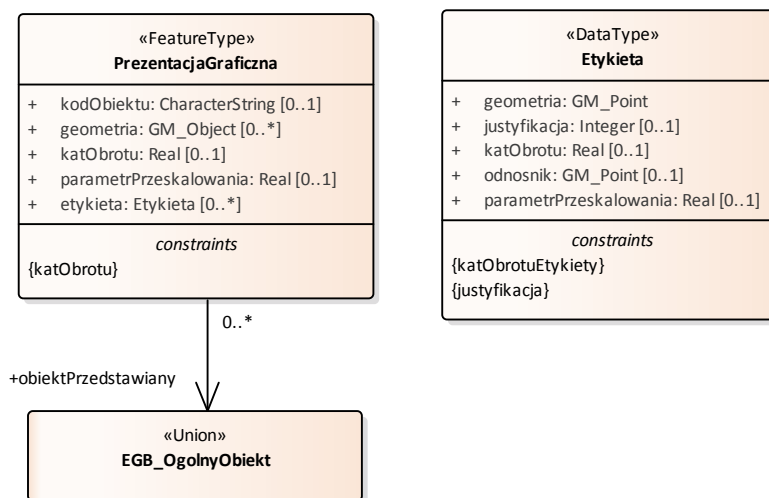 «FeatureType»
PrezentacjaGraficzna
+ kodObiektu: CharacterString [0..1]
+ geometria: GM_Object [0..*]
+ katObrotu: Real [0..1]
+ parametrPrzeskalowania: Real [0..1]
+ etykieta: Etykieta [0..*]
constraints
{katObrotu}
«DataType»
Etykieta
+ geometria: GM_Point
+ justyfikacja: Integer [0..1]
+ katObrotu: Real [0..1]
+ odnosnik: GM_Point [0..1]
+ parametrPrzeskalowania: Real [0..1]
constraints
{katObrotuEtykiety}
{justyfikacja}
0..*
+obiektPrzedstawiany
«Union»
EGB_OgolnyObiekt